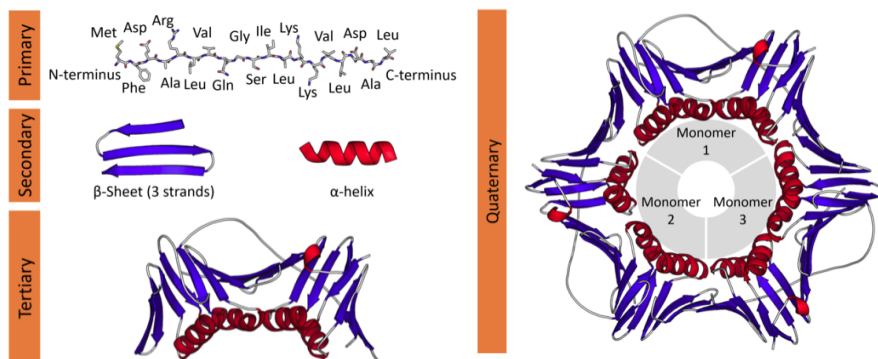 Primary
Met Asp Arg Val Gly Ile Lys Val Asp Leu
N-terminus C-terminus
Phe Ala Leu Gln Ser Leu Lys Leu Ala
Secondary
β-Sheet (3 strands)
α-helix
Tertiary
Quaternary
Monomer
1
Monomer
2
Monomer
3